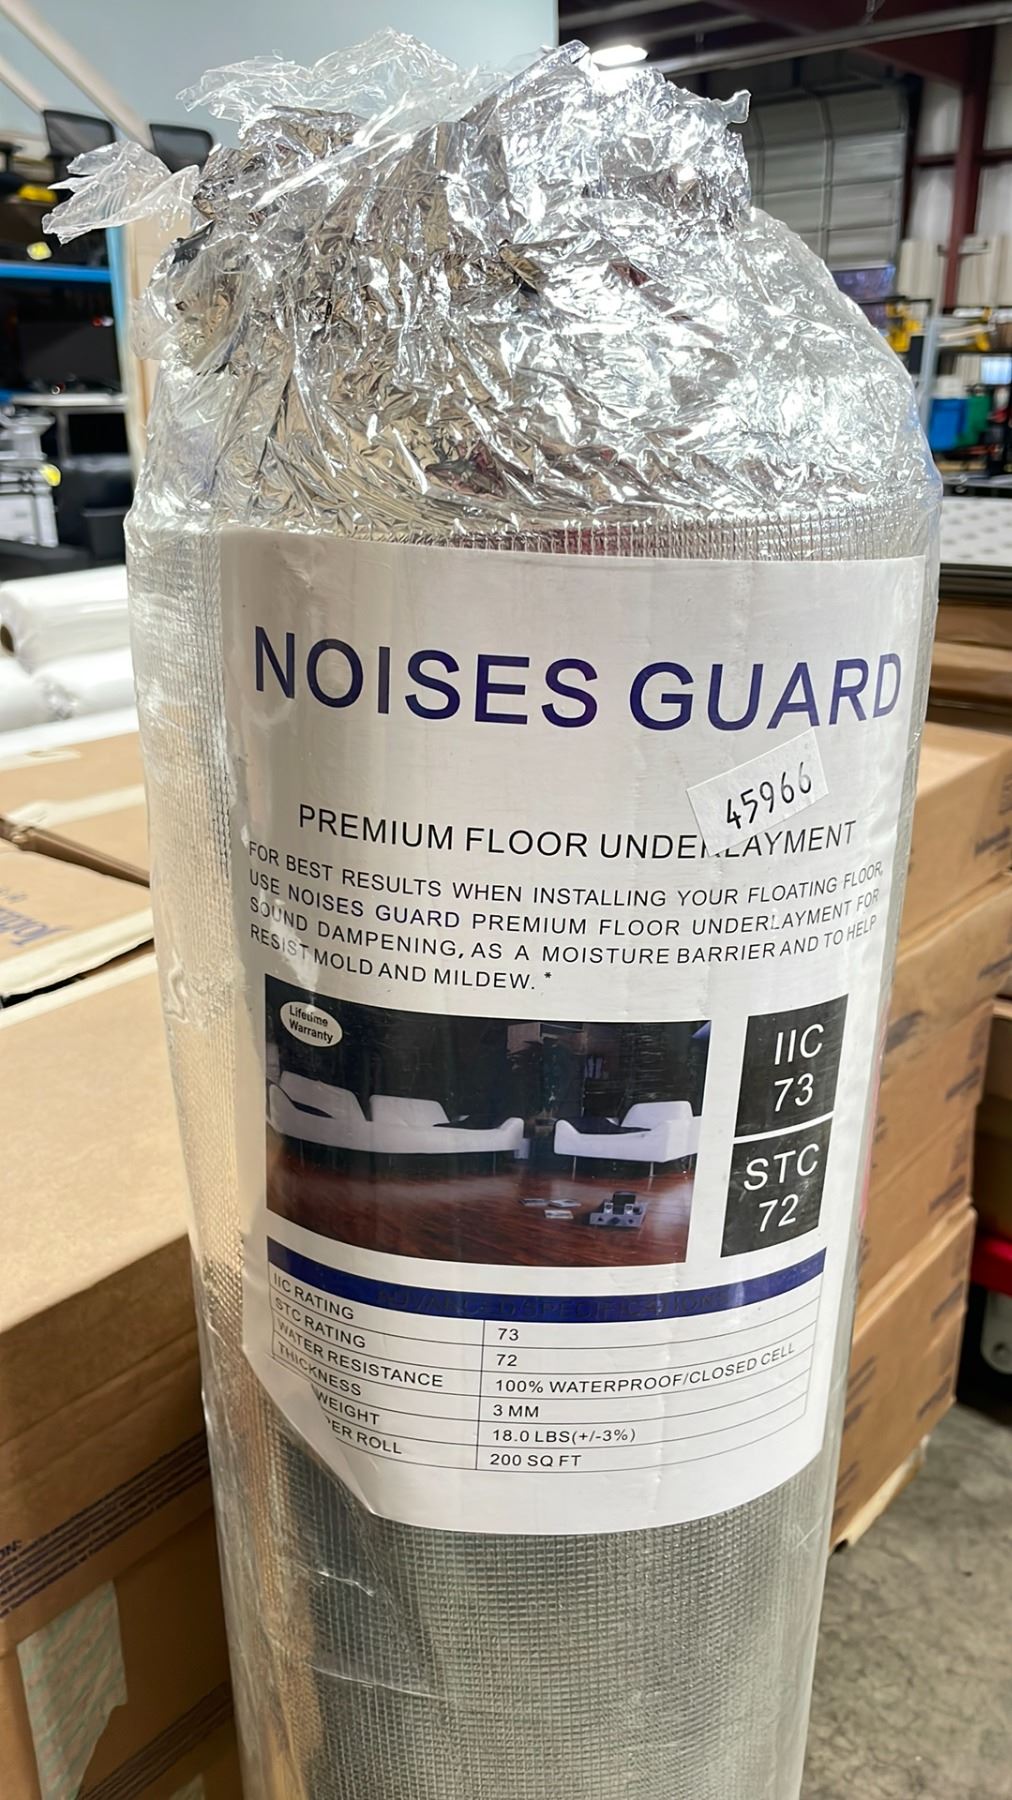 NOISES GUARD
45966
PREMIUM FLOOR UNDERLAYMENT
FOR BEST RESULTS WHEN INSTALLING YOUR FLOATING FLOOR,
USE NOISES GUARD PREMIUM FLOOR UNDERLAYMENT FOR
SOUND DAMPENING, AS A MOISTURE BARRIER AND TO HELP
RESIST MOLD AND MILDEW. *
Lifetime
Warranty
IIC
73
STC
72
ADVANCED SPECIFICATIONS
IIC RATING 73
STC RATING 72
WATER RESISTANCE 100% WATERPROOF/CLOSED CELL
THICKNESS 3 MM
WEIGHT 18.0 LBS(+/-3%)
PER ROLL 200 SQ FT